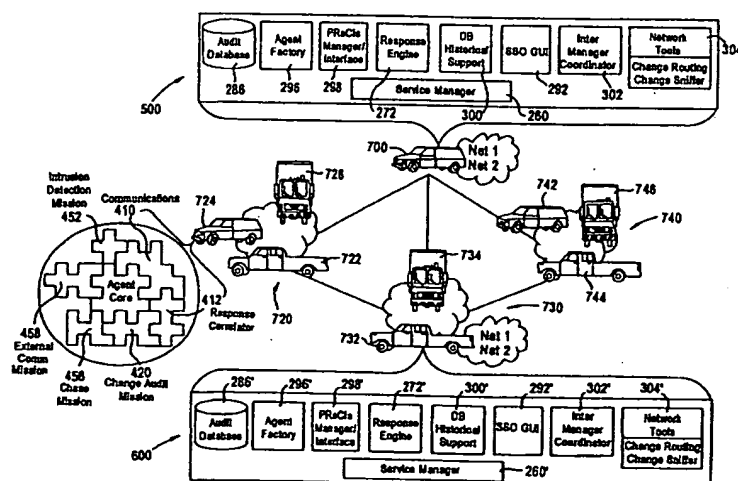 Audit Database
286
Agent Factory
296
PRaCIs Manager/ Interface
298
Response Engine
272
DB Historical Support
300
SSO GUI
292
Inter Manager Coordinator
302
Network Tools
Change Routing
Change Sniffer
304
Service Manager
260
500
700
Net 1
Net 2
Intrusion Detection Mission
452
Communications
410
724
726
722
720
742
746
740
744
734
730
732
Net 1
Net 2
Agent Core
412
Response Correlator
458
External Comm Mission
456
Chase Mission
420
Change Audit Mission
286'
296'
298'
272'
300'
292'
302'
304'
Audit Database
Agent Factory
PRaCIs Manager/ Interface
Response Engine
DB Historical Support
SSO GUI
Inter Manager Coordinator
Network Tools
Change Routing
Change Sniffer
Service Manager
260'
600